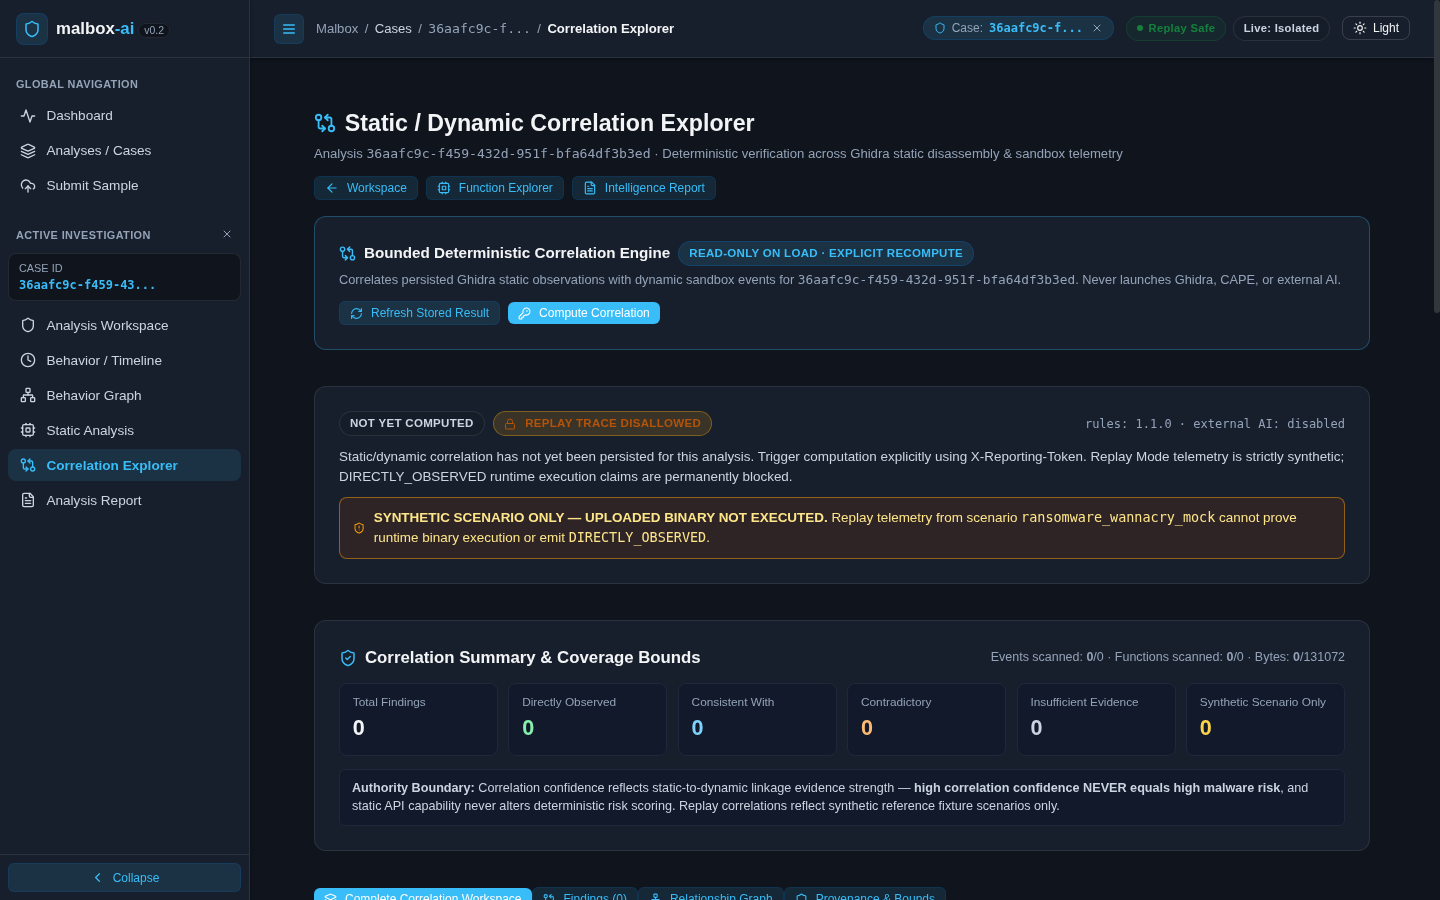 malbox-ai v0.2
GLOBAL NAVIGATION
Dashboard
Analyses / Cases
Submit Sample
ACTIVE INVESTIGATION
CASE ID
36aafc9c-f459-43...
Analysis Workspace
Behavior / Timeline
Behavior Graph
Static Analysis
Correlation Explorer
Analysis Report
Collapse
Malbox / Cases / 36aafc9c-f... / Correlation Explorer
Case: 36aafc9c-f... Replay Safe Live: Isolated Light
Static / Dynamic Correlation Explorer
Analysis 36aafc9c-f459-432d-951f-bfa64df3b3ed · Deterministic verification across Ghidra static disassembly & sandbox telemetry
Workspace Function Explorer Intelligence Report
Bounded Deterministic Correlation Engine READ-ONLY ON LOAD · EXPLICIT RECOMPUTE
Correlates persisted Ghidra static observations with dynamic sandbox events for 36aafc9c-f459-432d-951f-bfa64df3b3ed. Never launches Ghidra, CAPE, or external AI.
Refresh Stored Result Compute Correlation
NOT YET COMPUTED REPLAY TRACE DISALLOWED rules: 1.1.0 · external AI: disabled
Static/dynamic correlation has not yet been persisted for this analysis. Trigger computation explicitly using X-Reporting-Token. Replay Mode telemetry is strictly synthetic;
DIRECTLY_OBSERVED runtime execution claims are permanently blocked.
SYNTHETIC SCENARIO ONLY — UPLOADED BINARY NOT EXECUTED. Replay telemetry from scenario ransomware_wannacry_mock cannot prove
runtime binary execution or emit DIRECTLY_OBSERVED.
Correlation Summary & Coverage Bounds Events scanned: 0/0 · Functions scanned: 0/0 · Bytes: 0/131072
Total Findings Directly Observed Consistent With Contradictory Insufficient Evidence Synthetic Scenario Only
0 0 0 0 0 0
Authority Boundary: Correlation confidence reflects static-to-dynamic linkage evidence strength — high correlation confidence NEVER equals high malware risk, and
static API capability never alters deterministic risk scoring. Replay correlations reflect synthetic reference fixture scenarios only.
Complete Correlation Workspace Findings (0) Relationship Graph Provenance & Bounds